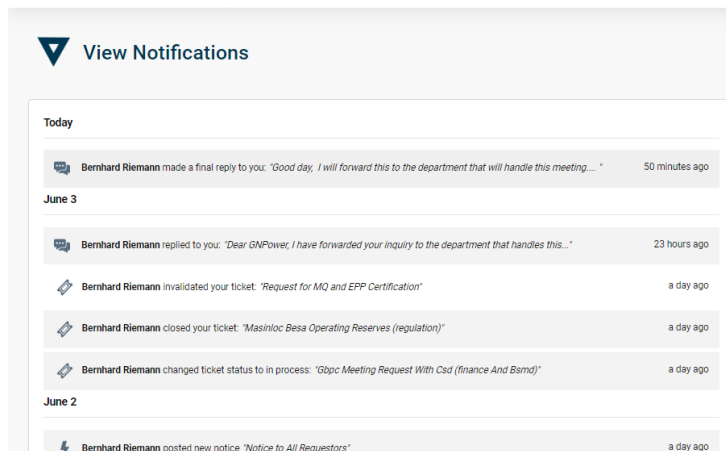 View Notifications
Today
Bernhard Riemann made a final reply to you: "Good day, I will forward this to the department that will handle this meeting.... " 50 minutes ago
June 3
Bernhard Riemann replied to you: "Dear GNPower, I have forwarded your inquiry to the department that handles this..." 23 hours ago
Bernhard Riemann invalidated your ticket: "Request for MQ and EPP Certification" a day ago
Bernhard Riemann closed your ticket: "Masinloc Besa Operating Reserves (regulation)" a day ago
Bernhard Riemann changed ticket status to in process: "Gbpc Meeting Request With Csd (finance And Bsmd)" a day ago
June 2
Bernhard Riemann posted new notice "Notice to All Requestors" a day ago